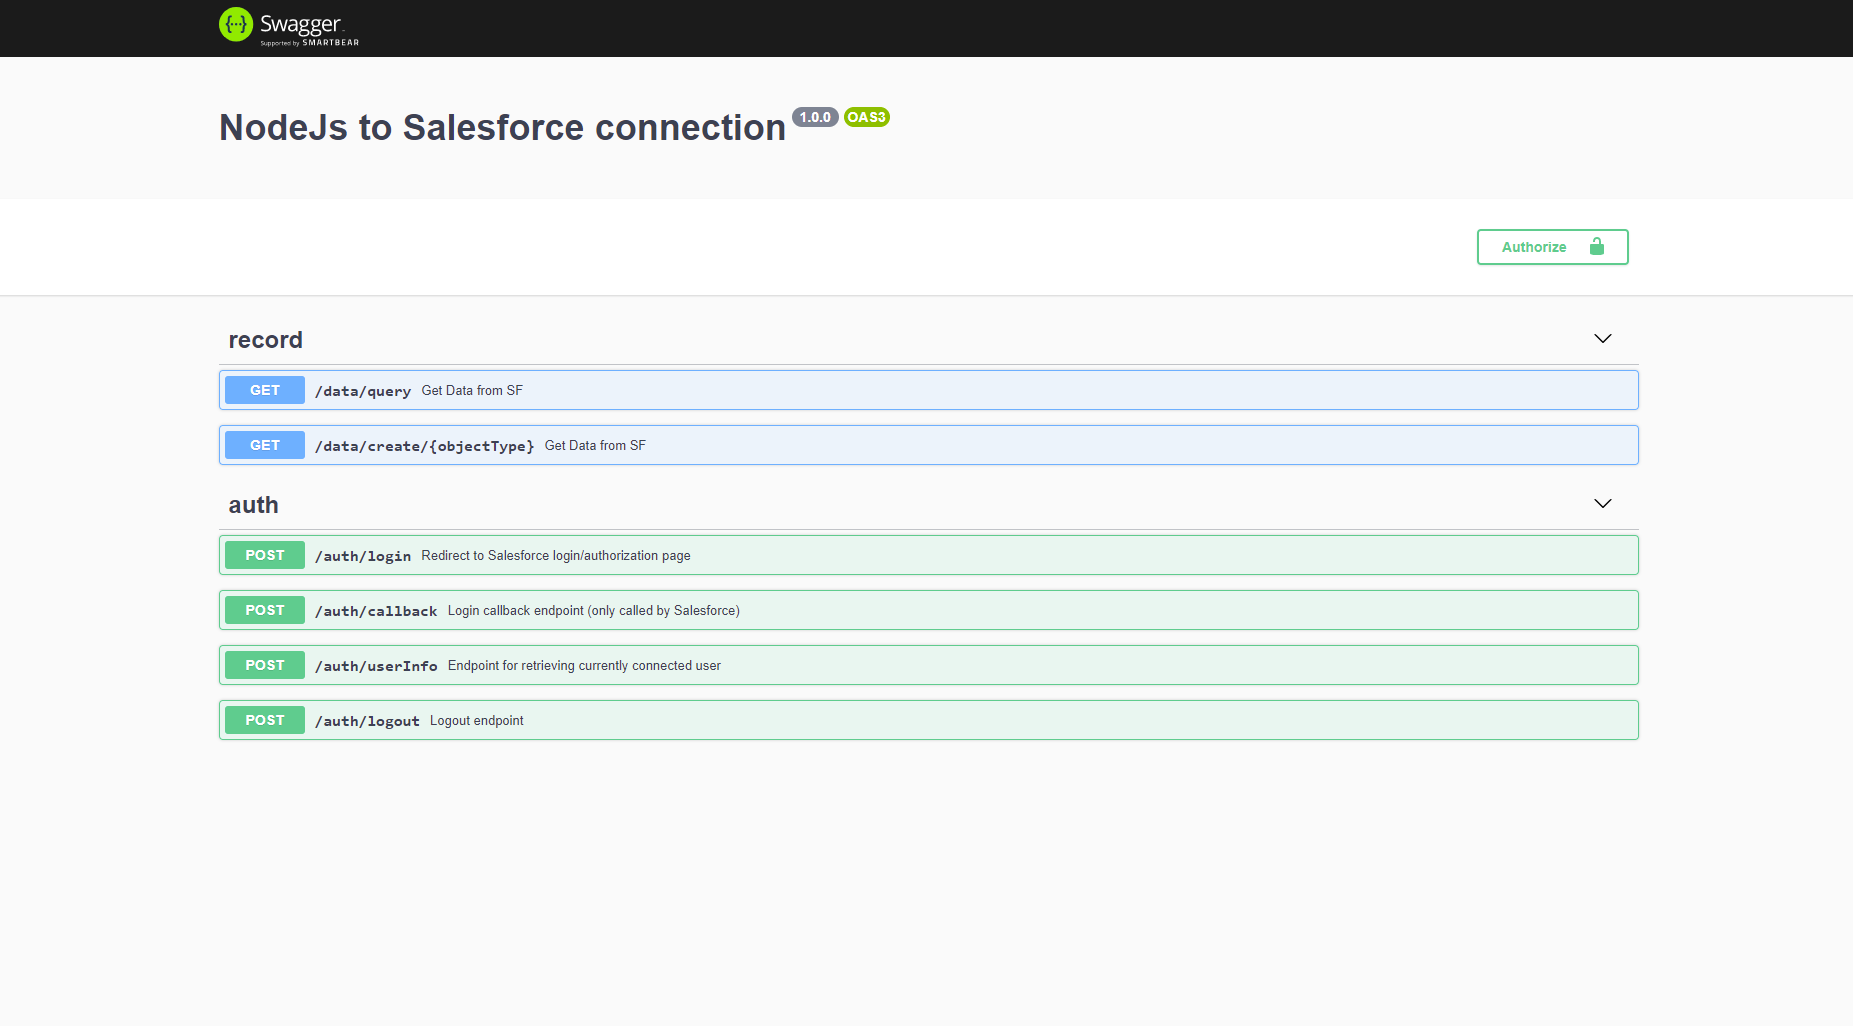 {···} Swagger
Supported by SMARTBEAR
NodeJs to Salesforce connection 1.0.0 OAS3
Authorize
record
GET /data/query Get Data from SF
GET /data/create/{objectType} Get Data from SF
auth
POST /auth/login Redirect to Salesforce login/authorization page
POST /auth/callback Login callback endpoint (only called by Salesforce)
POST /auth/userInfo Endpoint for retrieving currently connected user
POST /auth/logout Logout endpoint